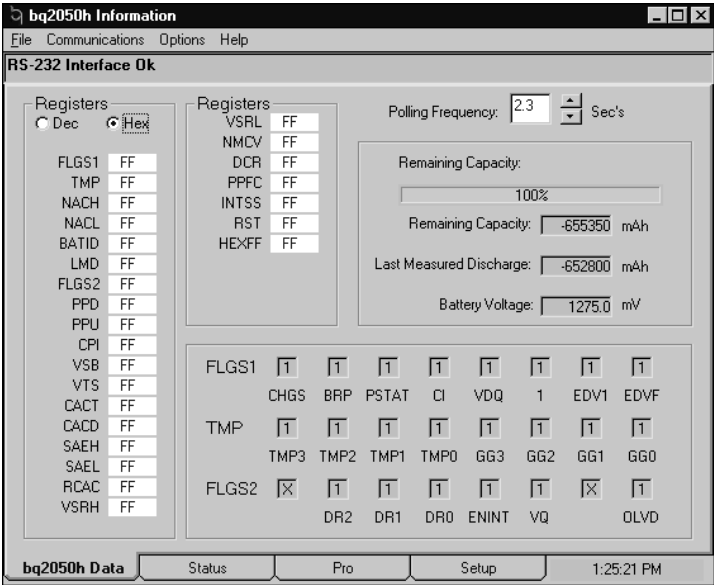 bq2050h Information
File Communications Options Help
RS-232 Interface Ok
Registers
Dec Hex
FLGS1 FF
TMP FF
NACH FF
NACL FF
BATID FF
LMD FF
FLGS2 FF
PPD FF
PPU FF
CPI FF
VSB FF
VTS FF
CACT FF
CACD FF
SAEH FF
SAEL FF
RCAC FF
VSRH FF
Registers
VSRL FF
NMCV FF
DCR FF
PPFC FF
INTSS FF
RST FF
HEXFF FF
Polling Frequency: 2.3 Sec's
Remaining Capacity:
100%
Remaining Capacity: -655350 mAh
Last Measured Discharge: -652800 mAh
Battery Voltage: 1275.0 mV
FLGS1 1 1 1 1 1 1 1 1
CHGS BRP PSTAT CI VDQ 1 EDV1 EDVF
TMP 1 1 1 1 1 1 1 1
TMP3 TMP2 TMP1 TMP0 GG3 GG2 GG1 GG0
FLGS2 X 1 1 1 1 1 X 1
DR2 DR1 DR0 ENINT VQ OLVD
bq2050h Data Status Pro Setup 1:25:21 PM